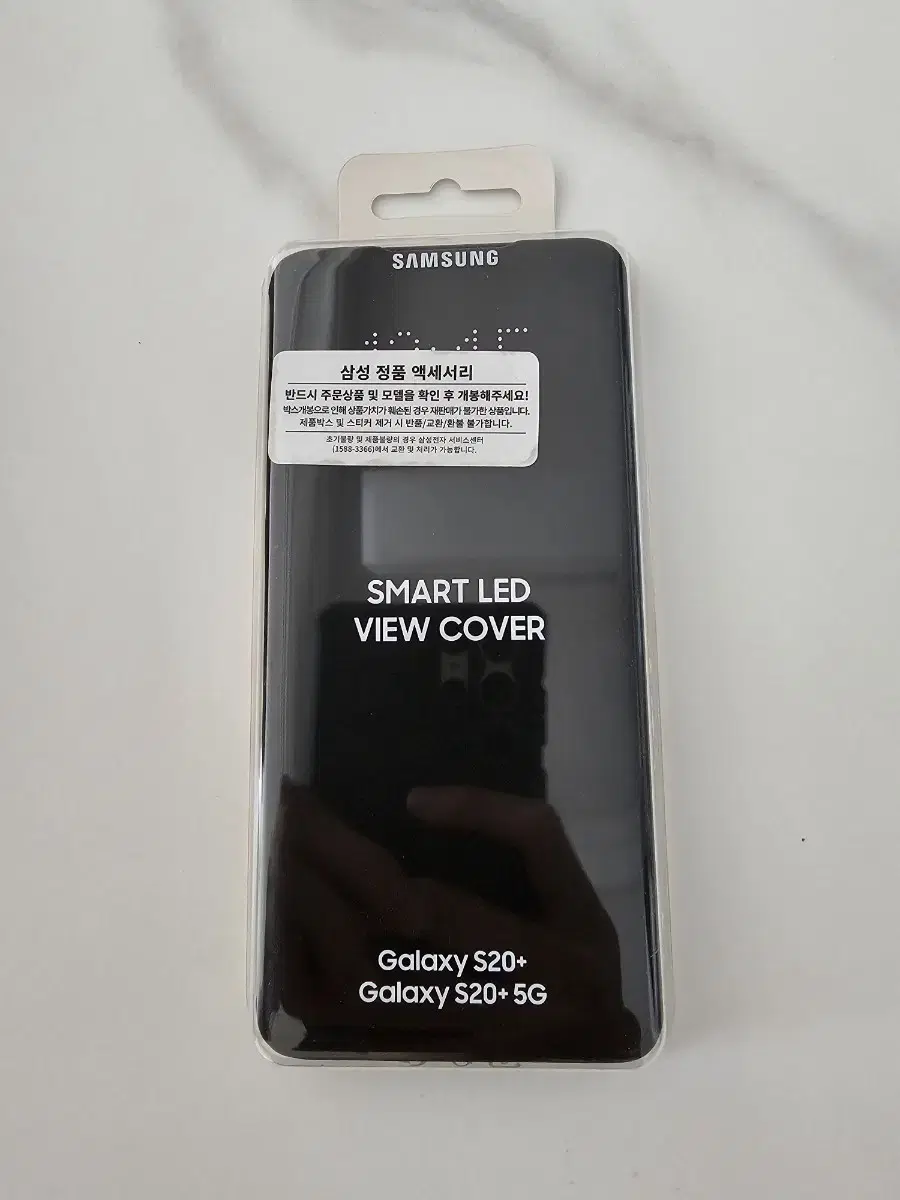 SAMSUNG
삼성 정품 액세서리
반드시 주문상품 및 모델을 확인 후 개봉해주세요!
박스개봉으로 인해 상품가치가 훼손된 경우 재판매가 불가한 상품입니다.
제품박스 및 스티커 제거 시 반품/교환/환불 불가합니다.
초기불량 및 제품불량의 경우 삼성전자 서비스센터
(1588-3366)에서 교환 및 처리가 가능합니다.
SMART LED
VIEW COVER
Galaxy S20+
Galaxy S20+ 5G